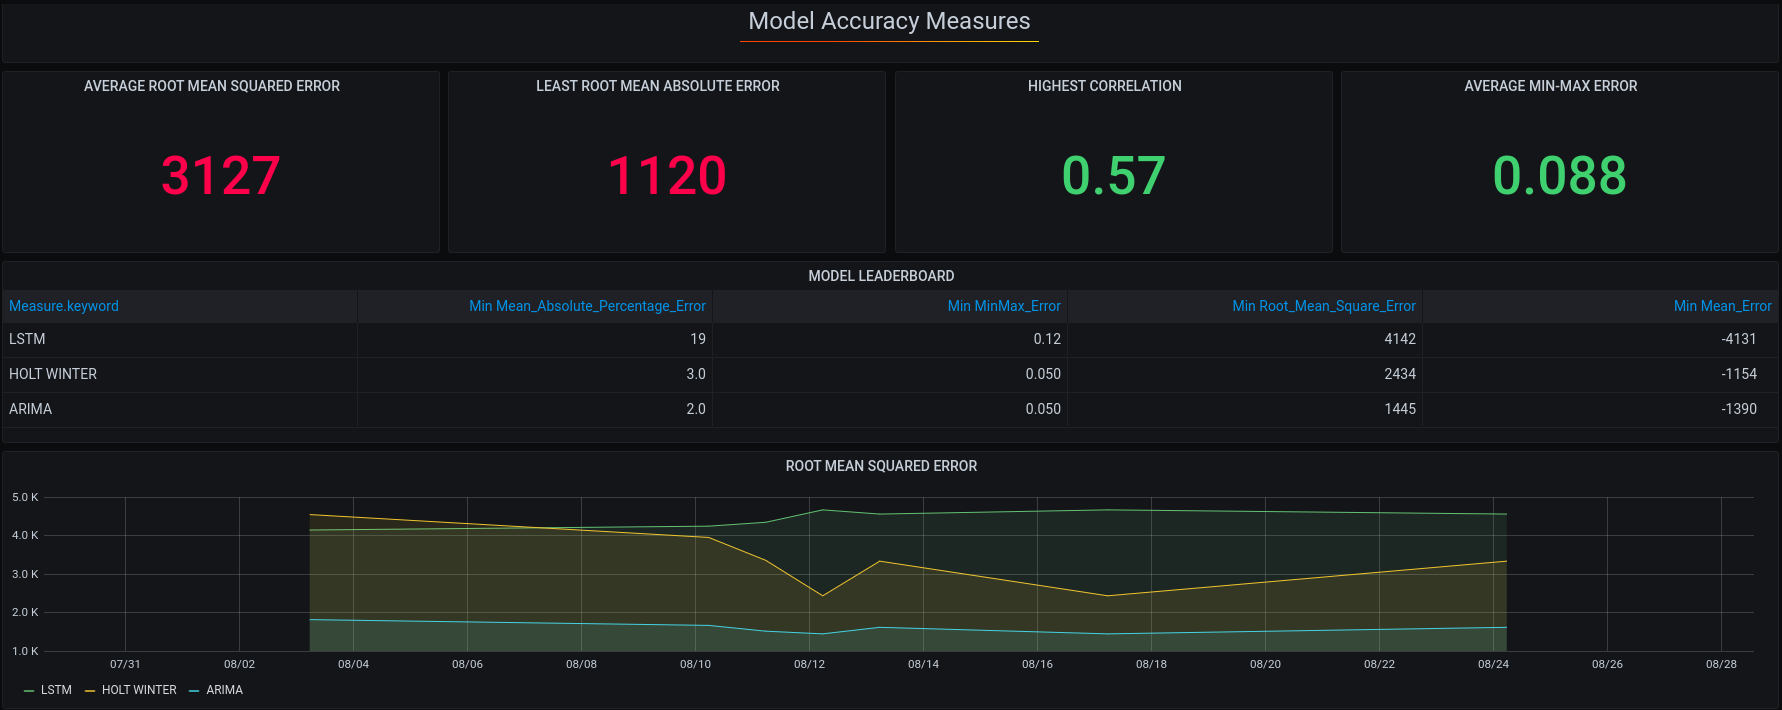 Model Accuracy Measures
AVERAGE ROOT MEAN SQUARED ERROR
3127
LEAST ROOT MEAN ABSOLUTE ERROR
1120
HIGHEST CORRELATION
0.57
AVERAGE MIN-MAX ERROR
0.088
MODEL LEADERBOARD
Measure.keyword Min Mean_Absolute_Percentage_Error Min MinMax_Error Min Root_Mean_Square_Error Min Mean_Error
LSTM 19 0.12 4142 -4131
HOLT WINTER 3.0 0.050 2434 -1154
ARIMA 2.0 0.050 1445 -1390
ROOT MEAN SQUARED ERROR
5.0 K
4.0 K
3.0 K
2.0 K
1.0 K
07/31 08/02 08/04 08/06 08/08 08/10 08/12 08/14 08/16 08/18 08/20 08/22 08/24 08/26 08/28
LSTM HOLT WINTER ARIMA